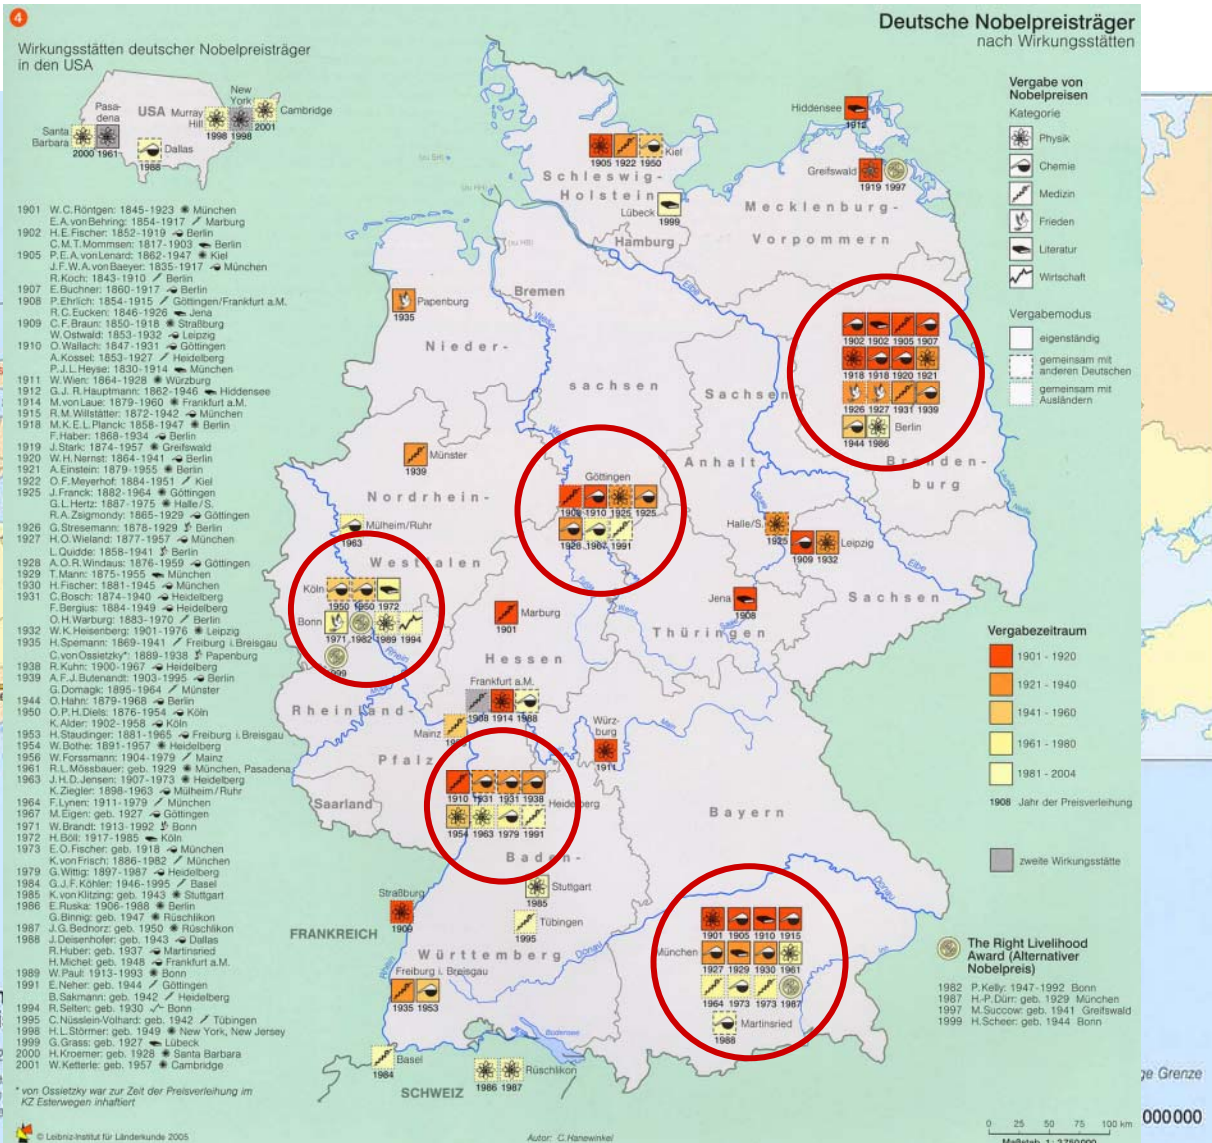 4
Deutsche Nobelpreisträger
nach Wirkungsstätten
Wirkungsstätten deutscher Nobelpreisträger
in den USA
USA
Santa
Barbara
2000
Pasa-
dena
1961
Dallas
1988
Murray
Hill
1998
New
York
1998
Cambridge
2001
1901 W.C.Röntgen: 1845-1923 München
E.A.von Behring: 1854-1917 Marburg
1902 H.E.Fischer: 1852-1919 Berlin
C.M.T.Mommsen: 1817-1903 Berlin
1905 P.E.A.von Lenard: 1862-1947 Kiel
J.F.W.A.von Baeyer: 1835-1917 München
R.Koch: 1843-1910 Berlin
1907 E.Buchner: 1860-1917 Berlin
1908 P.Ehrlich: 1854-1915 Göttingen/Frankfurt a.M.
R.C.Eucken: 1846-1926 Jena
1909 C.F.Braun: 1850-1918 Straßburg
W.Ostwald: 1853-1932 Leipzig
1910 O.Wallach: 1847-1931 Göttingen
A.Kossel: 1853-1927 Heidelberg
P.J.L.Heyse: 1830-1914 München
1911 W.Wien: 1864-1928 Würzburg
1912 G.J.R.Hauptmann: 1862-1946 Hiddensee
1914 M.von Laue: 1879-1960 Frankfurt a.M.
1915 R.M.Willstätter: 1872-1942 München
1918 M.K.E.L.Planck: 1858-1947 Berlin
F.Haber: 1868-1934 Berlin
1919 J.Stark: 1874-1957 Greifswald
1920 W.H.Nernst: 1864-1941 Berlin
1921 A.Einstein: 1879-1955 Berlin
1922 O.F.Meyerhof: 1884-1951 Kiel
1925 J.Franck: 1882-1964 Göttingen
G.L.Hertz: 1887-1975 Halle/S.
R.A.Zsigmondy: 1865-1929 Göttingen
1926 G.Stresemann: 1878-1929 Berlin
1927 H.O.Wieland: 1877-1957 München
L.Quidde: 1858-1941 Berlin
1928 A.O.R.Windaus: 1876-1959 Göttingen
1929 T.Mann: 1875-1955 München
1930 H.Fischer: 1881-1945 München
1931 C.Bosch: 1874-1940 Heidelberg
F.Bergius: 1884-1949 Heidelberg
O.H.Warburg: 1883-1970 Berlin
1932 W.K.Heisenberg: 1901-1976 Leipzig
1935 H.Spemann: 1869-1941 Freiburg i.Breisgau
C.von Ossietzky*: 1889-1938 Papenburg
1938 R.Kuhn: 1900-1967 Heidelberg
1939 A.F.J.Butenandt: 1903-1995 Berlin
G.Domagk: 1895-1964 Münster
1944 O.Hahn: 1879-1968 Berlin
1950 O.P.H.Diels: 1876-1954 Köln
K.Alder: 1902-1958 Köln
1953 H.Staudinger: 1881-1965 Freiburg i.Breisgau
1954 W.Bothe: 1891-1957 Heidelberg
1956 W.Forssmann: 1904-1979 Mainz
1961 R.L.Mössbauer: geb. 1929 München, Pasadena
1963 J.H.D.Jensen: 1907-1973 Heidelberg
K.Ziegler: 1898-1963 Mülheim/Ruhr
1964 F.Lynen: 1911-1979 München
1967 M.Eigen: geb. 1927 Göttingen
1971 W.Brandt: 1913-1992 Bonn
1972 H.Böll: 1917-1985 Köln
1973 E.O.Fischer: geb. 1918 München
K.von Frisch: 1886-1982 München
1979 G.Wittig: 1897-1987 Heidelberg
1984 G.J.F.Köhler: 1946-1995 Basel
1985 K.von Klitzing: geb. 1943 Stuttgart
1986 E.Ruska: 1906-1988 Berlin
G.Binnig: geb. 1947 Rüschlikon
1987 J.G.Bednorz: geb. 1950 Rüschlikon
1988 J.Deisenhofer: geb. 1943 Dallas
R.Huber: geb. 1937 Martinsried
H.Michel: geb. 1948 Frankfurt a.M.
1989 W.Paul: 1913-1993 Bonn
1991 E.Neher: geb. 1944 Göttingen
B.Sakmann: geb. 1942 Heidelberg
1994 R.Selten: geb. 1930 Bonn
1995 C.Nüsslein-Volhard: geb. 1942 Tübingen
1998 H.L.Störmer: geb. 1949 New York, New Jersey
1999 G.Grass: geb. 1927 Lübeck
2000 H.Kroemer: geb. 1928 Santa Barbara
2001 W.Ketterle: geb. 1957 Cambridge
* von Ossietzky war zur Zeit der Preisverleihung im
KZ Esterwegen inhaftiert
© Leibniz-Institut für Länderkunde 2005
Autor: C.Hanewinkel
Hiddensee
1912
Kiel
1905 1922 1950
Schleswig-
Holstein
Greifswald
1919 1997
Lübeck
1999
Mecklenburg-
Vorpommern
Hamburg
Bremen
Papenburg
1935
Nieder-
sachsen
Elbe
Weser
1902 1902 1905 1907
1918 1918 1920 1921
1926 1927 1931 1939
1944 1986
Berlin
Branden-
burg
Sachsen-
Anhalt
Münster
1939
Nordrhein-
Westfalen
Göttingen
1908 1910 1925 1925
1928 1967 1991
Mülheim/Ruhr
1963
Halle/S.
1925
Leipzig
1909 1932
Köln
1950 1950 1972
Bonn
1971 1982 1989 1994
1999
Marburg
1901
Hessen
Jena
1908
Thüringen
Sachsen
Frankfurt a.M.
1908 1914 1988
Rheinland-
Pfalz
Mainz
Würz-
burg
1911
Main
Saarland
Heidelberg
1910 1931 1931 1938
1954 1963 1979 1991
Baden-
Württemberg
Bayern
Stuttgart
1985
Tübingen
1995
Straßburg
1909
FRANKREICH
Rhein
Donau
Freiburg i. Breisgau
1935 1953
München
1901 1905 1910 1915
1927 1929 1930 1961
1964 1973 1973 1987
Martinsried
1988
Bodensee
Basel
1984
Rüschlikon
1986 1987
SCHWEIZ
Vergabe von
Nobelpreisen
Kategorie
Physik
Chemie
Medizin
Frieden
Literatur
Wirtschaft
Vergabemodus
eigenständig
gemeinsam mit
anderen Deutschen
gemeinsam mit
Ausländern
Vergabezeitraum
1901 - 1920
1921 - 1940
1941 - 1960
1961 - 1980
1981 - 2004
1908 Jahr der Preisverleihung
zweite Wirkungsstätte
The Right Livelihood
Award (Alternativer
Nobelpreis)
1982 P.Kelly: 1947-1992 Bonn
1987 H.-P.Dürr: geb. 1929 München
1997 M.Succow: geb. 1941 Greifswald
1999 H.Scheer: geb. 1944 Bonn
0 25 50 75 100 km
Maßstab 1: 3750000
Grenze
000000